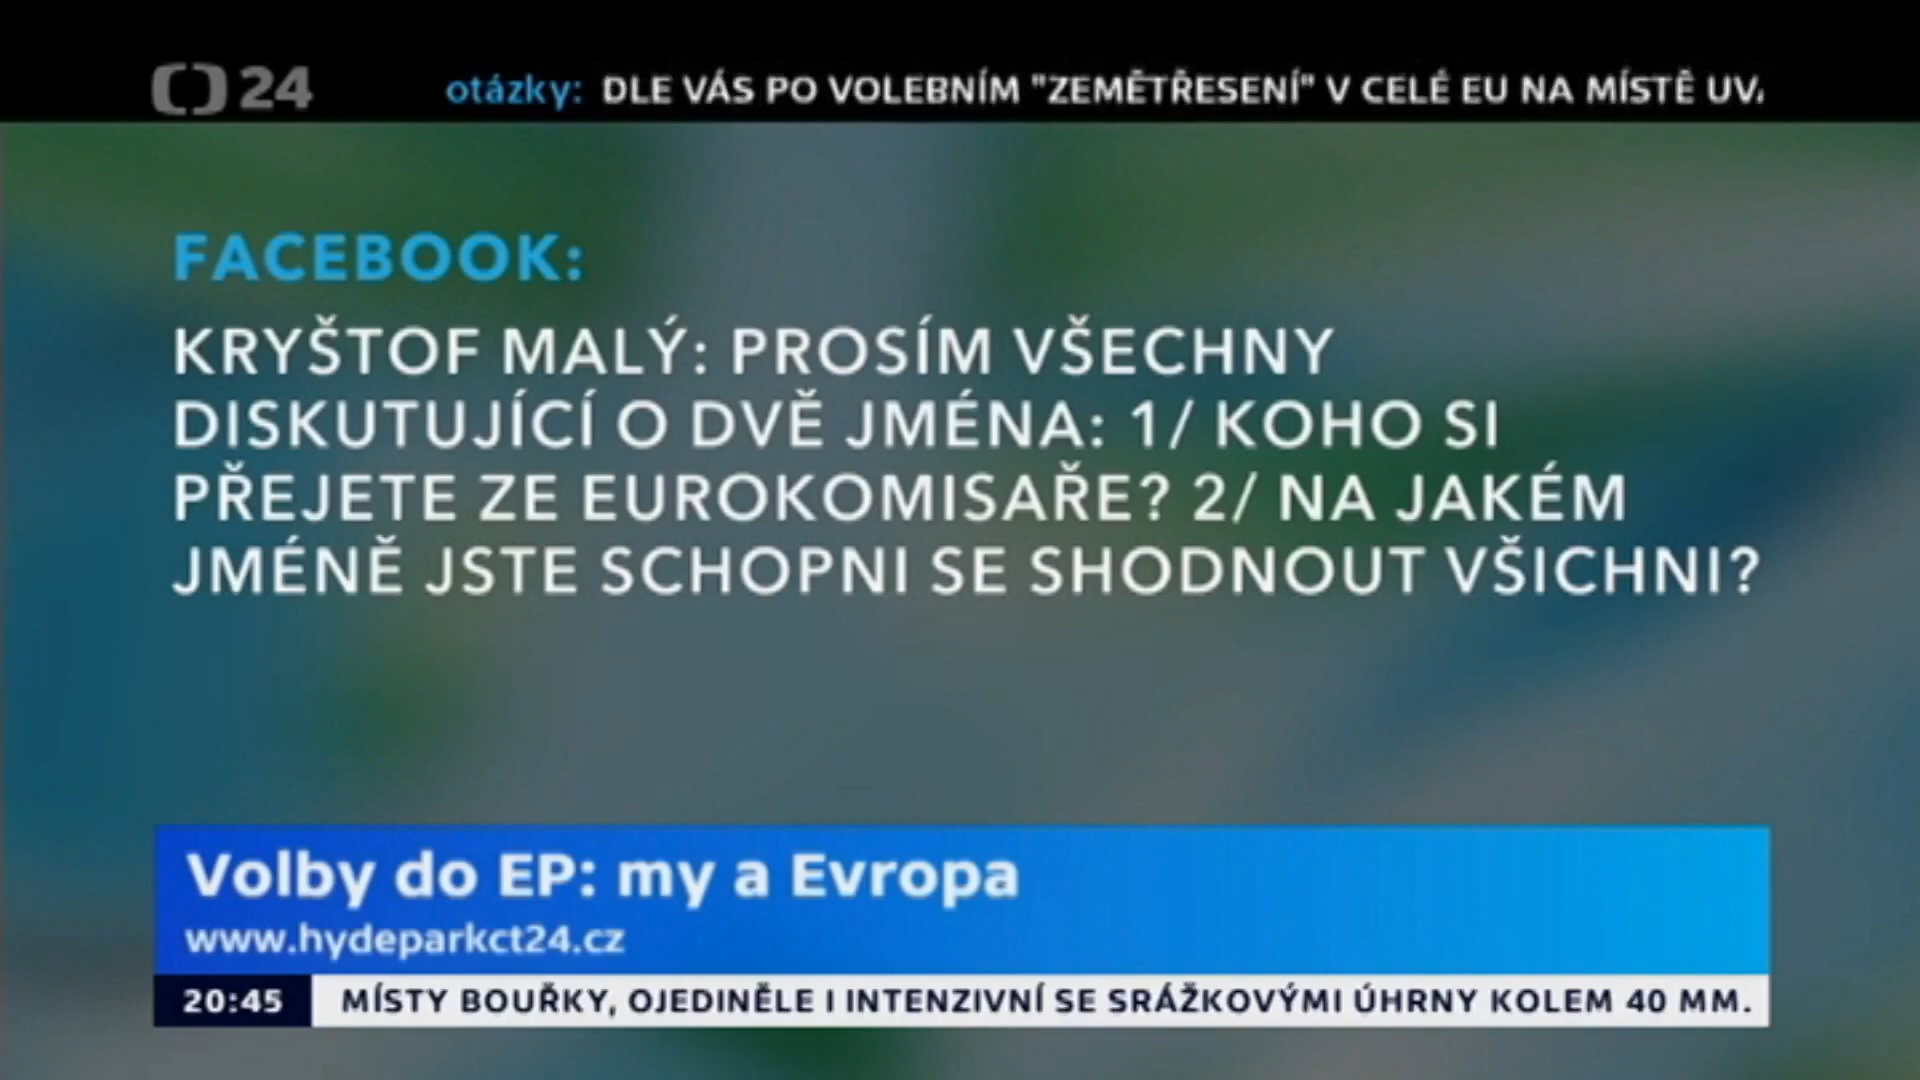 24
otázky: DLE VÁS PO VOLEBNÍM "ZEMĚTŘESENÍ" V CELÉ EU NA MÍSTĚ
FACEBOOK:
KRYŠTOF MALÝ: PROSÍM VŠECHNY
DISKUTUJÍCÍ O DVĚ JMÉNA: 1/ KOHO SI
PŘEJETE ZE EUROKOMISAŘE? 2/ NA JAKÉM
JMÉNĚ JSTE SCHOPNI SE SHODNOUT VŠICHNI?
Volby do EP: my a Evropa
www.hydeparkct24.cz
20:45 MÍSTY BOUŘKY, OJEDINĚLE I INTENZIVNÍ SE SRÁŽKOVÝMI ÚHRNY KOLEM 40 MM.